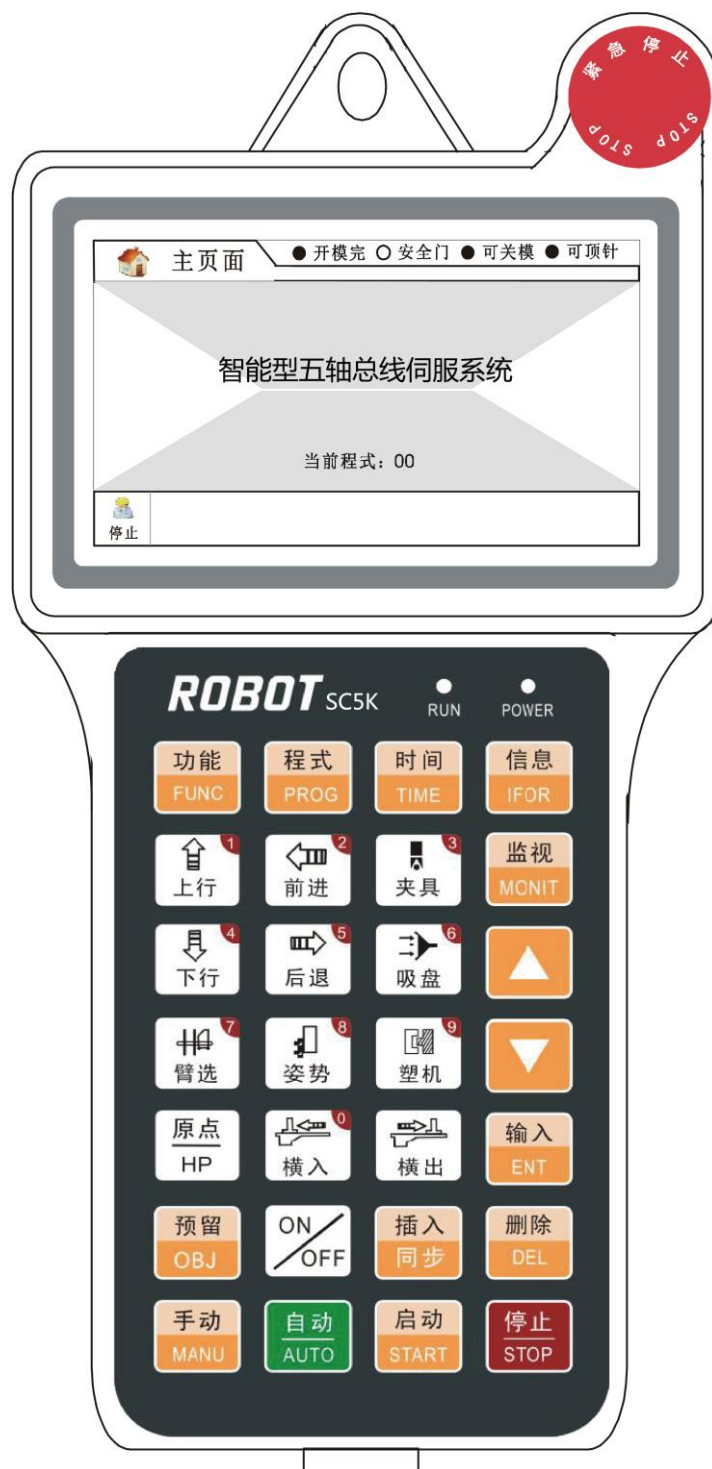 紧急停止
STOP STOP
主页面 ● 开模完 ○ 安全门 ● 可关模 ● 可顶针
智能型五轴总线伺服系统
当前程式：00
停止
ROBOT SC5K
RUN POWER
功能 程式 时间 信息
FUNC PROG TIME IFOR
1 2 3
上行 前进 夹具 监视
MONIT
4 5 6
下行 后退 吸盘
7 8 9
臂选 姿势 塑机
0
原点 输入
HP 横入 横出 ENT
预留 ON 插入 删除
OBJ OFF 同步 DEL
手动 自动 启动 停止
MANU AUTO START STOP